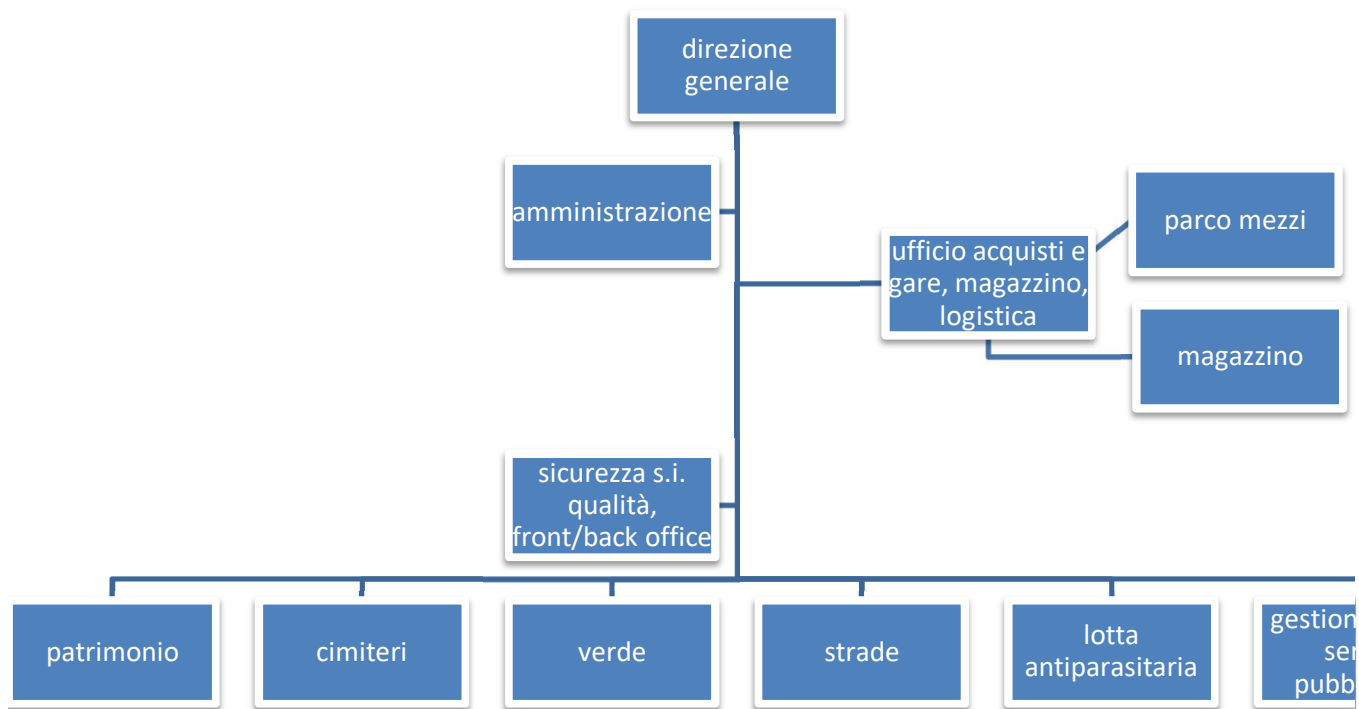 direzione
generale
amministrazione
parco mezzi
ufficio acquisti e
gare, magazzino,
logistica
magazzino
sicurezza s.i.
qualità,
front/back office
patrimonio
cimiteri
verde
strade
lotta
antiparasitaria